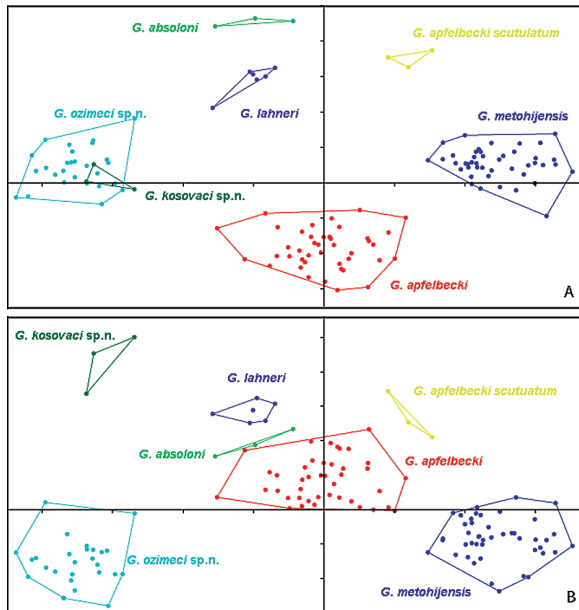 G. absoloni
G. apfelbecki scutulatum
G. lahneri
G. ozimeci sp.n.
G. metohijensis
G. kosovaci sp.n.
G. apfelbecki
A
G. kosovaci sp.n.
G. lahneri
G. apfelbecki scutuatum
G. absoloni
G. apfelbecki
G. ozimeci sp.n.
G. metohijensis
B